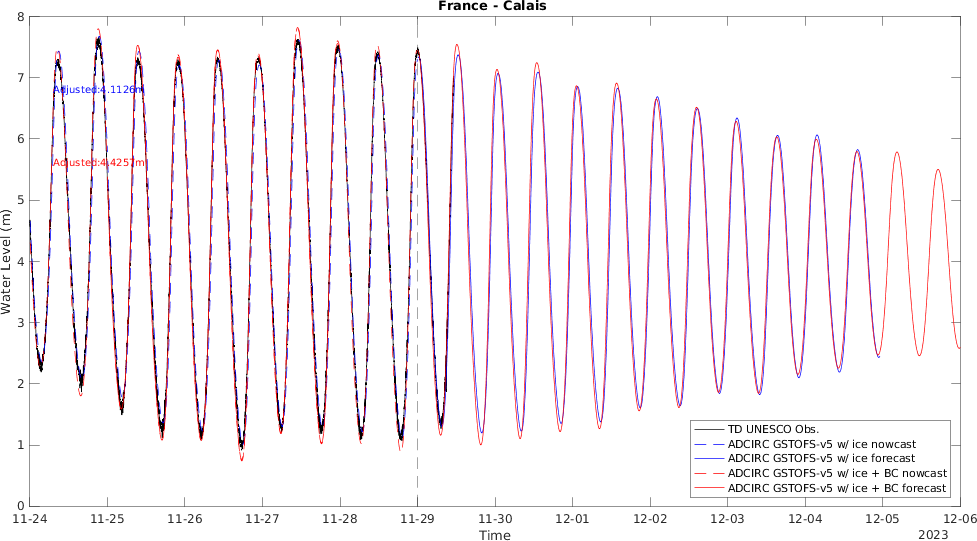 France - Calais
8
7
6
5
4
3
2
1
0
Water Level (m)
Adjusted:4.1126m
Adjusted:4.4257m
TD UNESCO Obs.
ADCIRC GSTOFS-v5 w/ ice nowcast
ADCIRC GSTOFS-v5 w/ ice forecast
ADCIRC GSTOFS-v5 w/ ice + BC nowcast
ADCIRC GSTOFS-v5 w/ ice + BC forecast
11-24 11-25 11-26 11-27 11-28 11-29 11-30 12-01 12-02 12-03 12-04 12-05 12-06
Time
2023